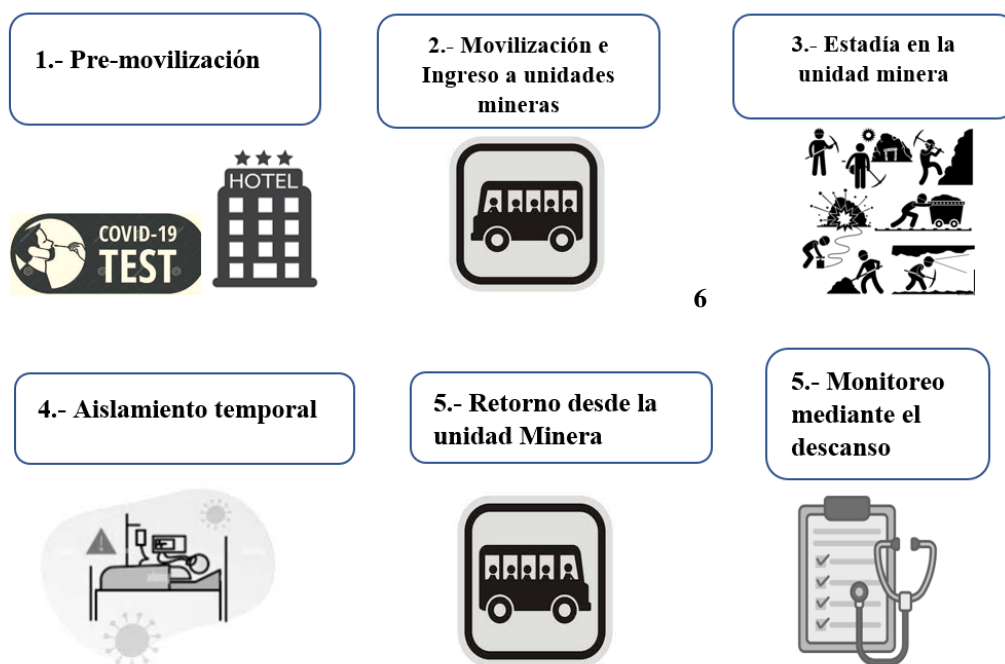 1.- Pre-movilización
2.- Movilización e
Ingreso a unidades
mineras
3.- Estadía en la
unidad minera
HOTEL
COVID-19
TEST
6
4.- Aislamiento temporal
5.- Retorno desde la
unidad Minera
5.- Monitoreo
mediante el
descanso